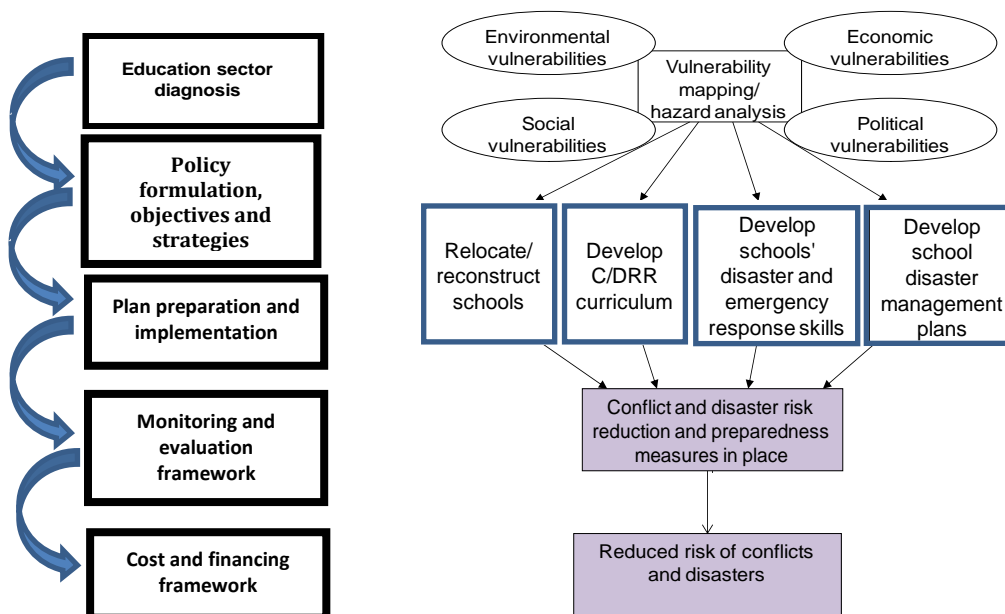 Education sector
diagnosis
Policy
formulation,
objectives and
strategies
Plan preparation and
implementation
Monitoring and
evaluation
framework
Cost and financing
framework
Environmental
vulnerabilities
Economic
vulnerabilities
Vulnerability
mapping/
hazard analysis
Social
vulnerabilities
Political
vulnerabilities
Relocate/
reconstruct
schools
Develop
C/DRR
curriculum
Develop
schools'
disaster and
emergency
response skills
Develop
school
disaster
management
plans
Conflict and disaster risk
reduction and preparedness
measures in place
Reduced risk of conflicts
and disasters